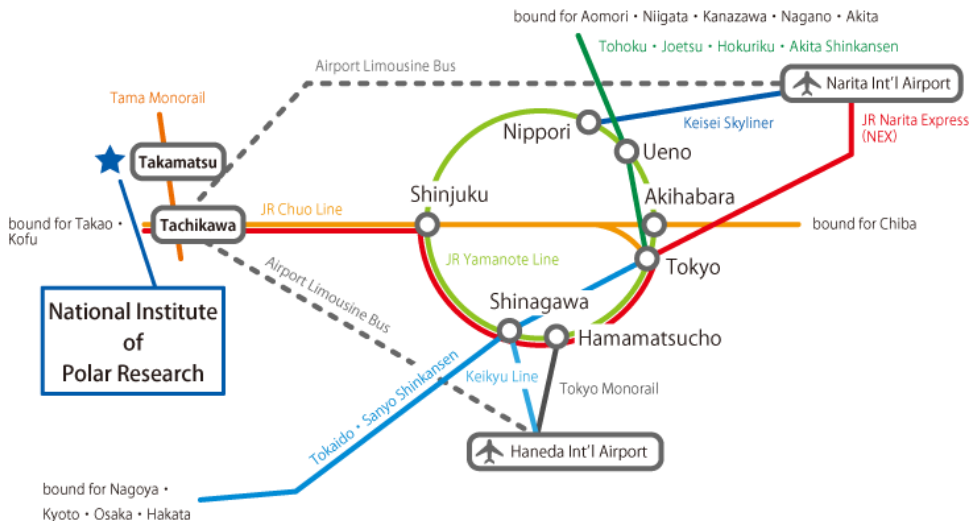 bound for Aomori・Niigata・Kanazawa・Nagano・Akita
Tohoku・Joetsu・Hokuriku・Akita Shinkansen
Airport Limousine Bus
Narita Int'l Airport
Tama Monorail
Nippori
Keisei Skyliner
JR Narita Express
(NEX)
Takamatsu
Ueno
Shinjuku
Akihabara
bound for Takao・
Kofu
Tachikawa
JR Chuo Line
bound for Chiba
JR Yamanote Line
Tokyo
Airport Limousine Bus
National Institute
of
Polar Research
Shinagawa
Hamamatsucho
Keikyu Line
Tokyo Monorail
Tokaido・Sanyo Shinkansen
Haneda Int'l Airport
bound for Nagoya・
Kyoto・Osaka・Hakata